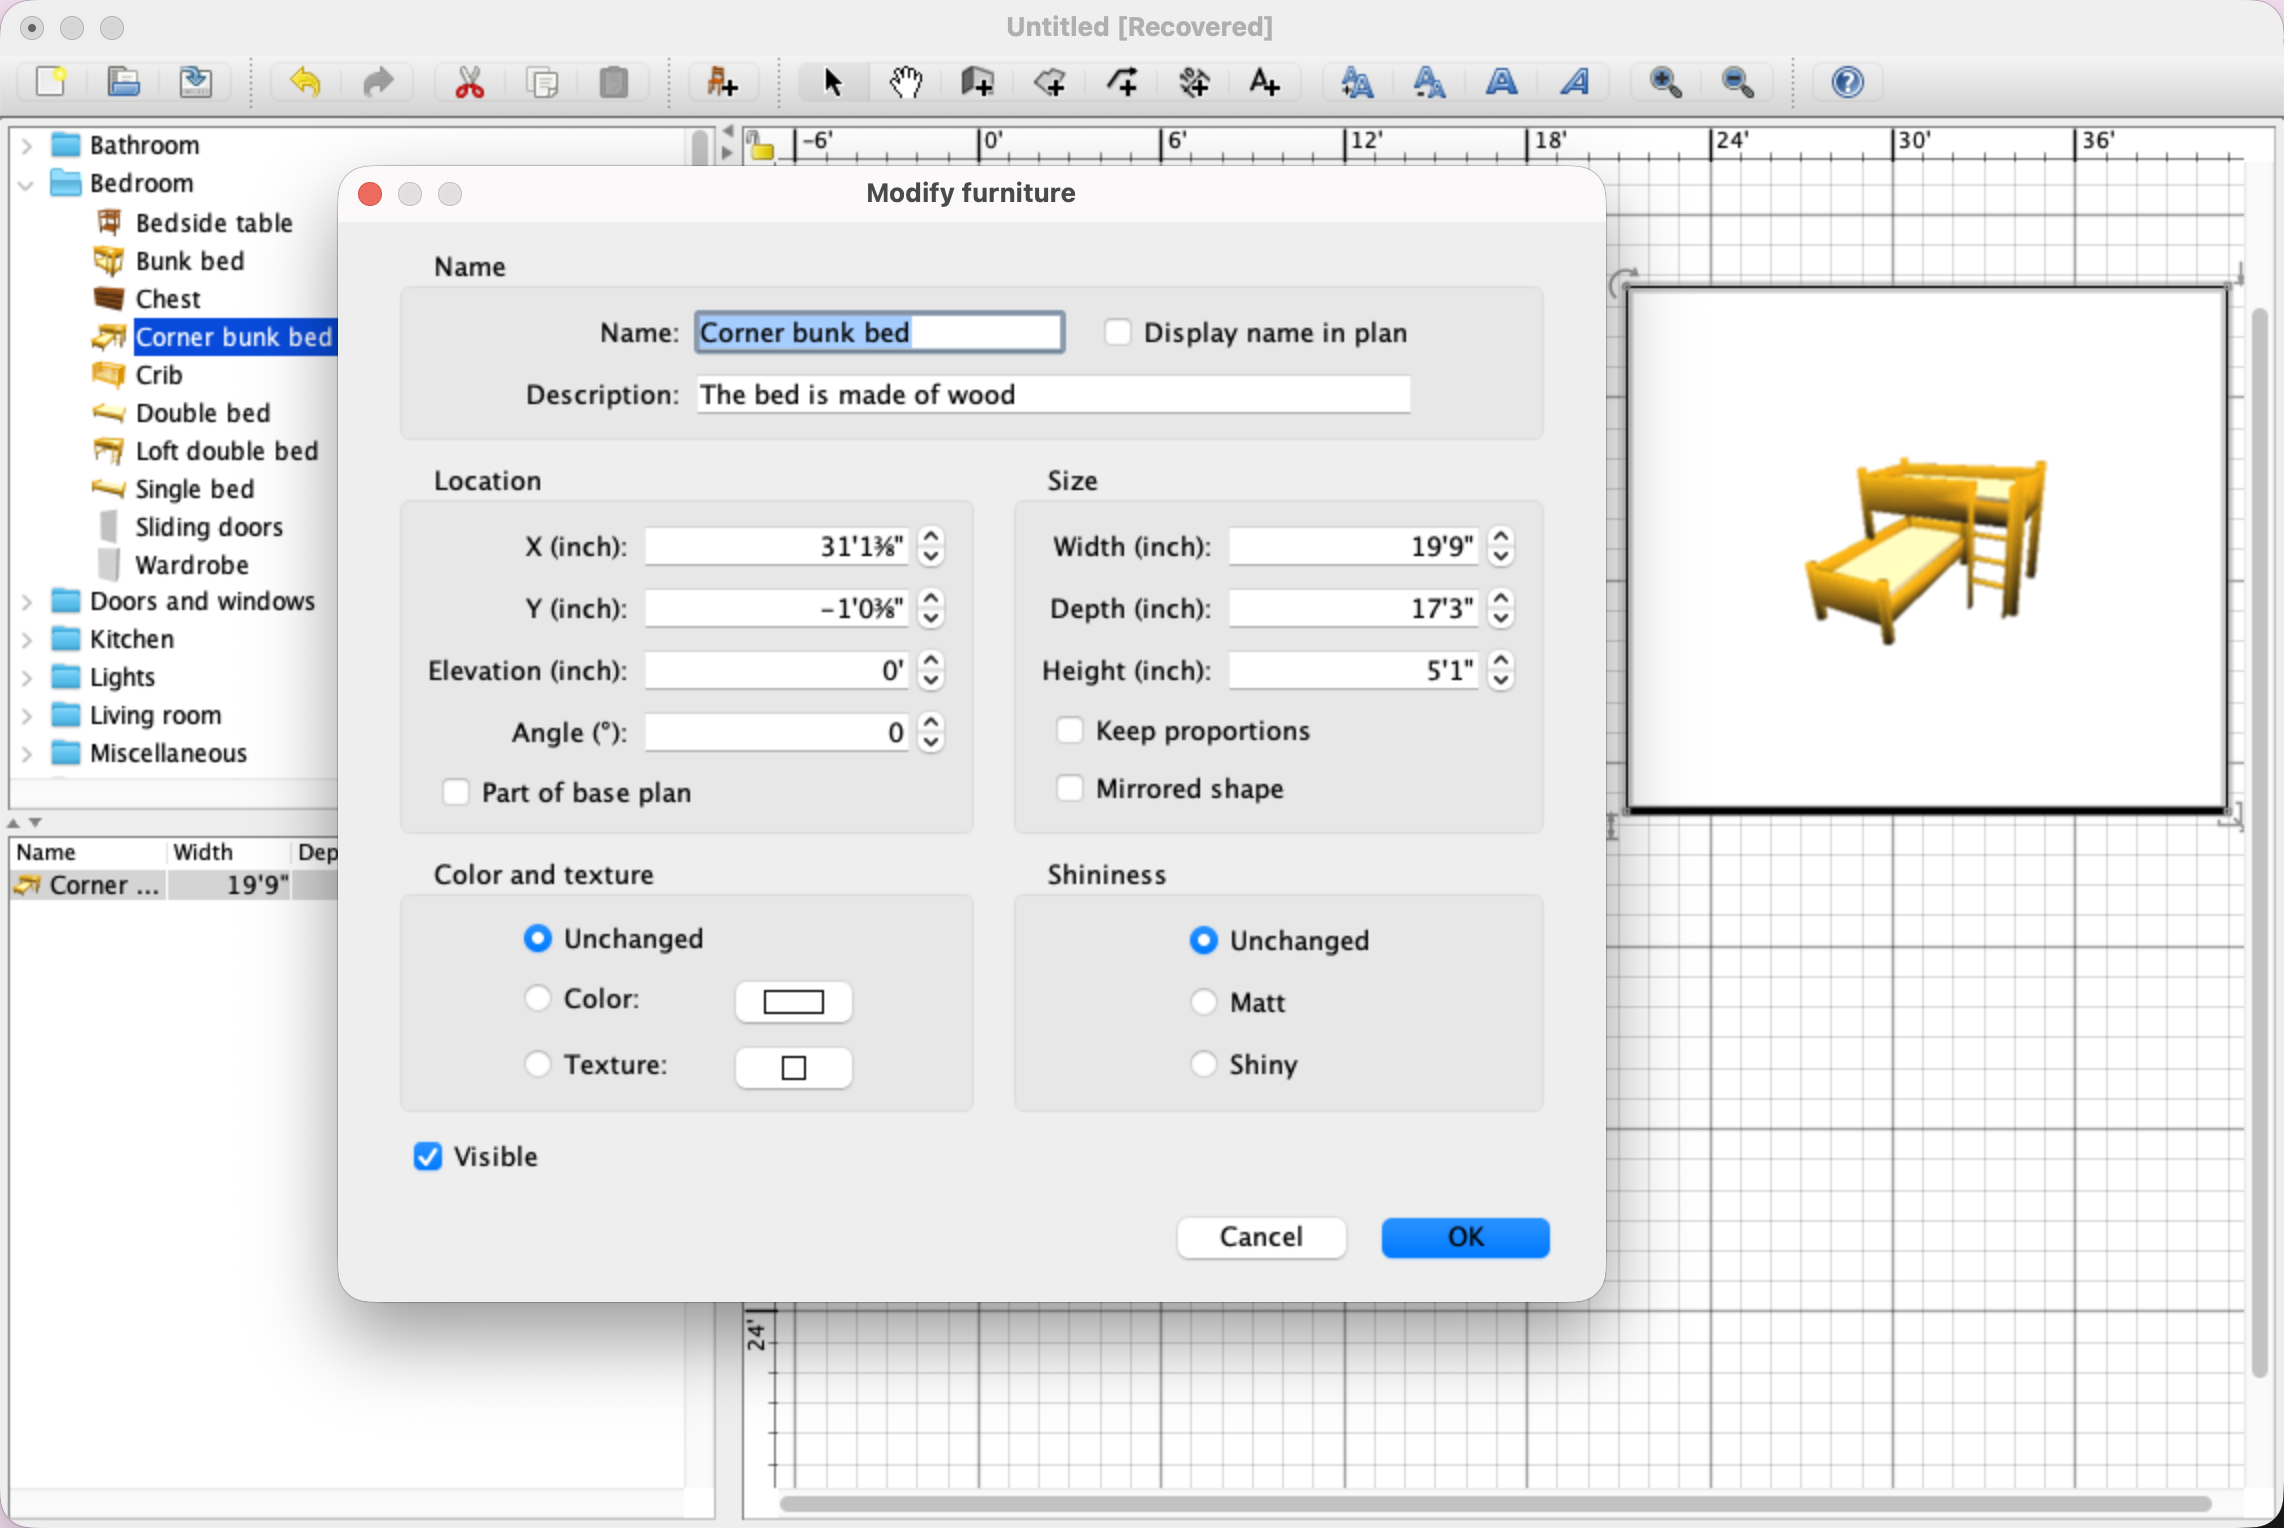 Untitled [Recovered]
Bathroom
Bedroom
Bedside table
Bunk bed
Chest
Corner bunk bed
Crib
Double bed
Loft double bed
Single bed
Sliding doors
Wardrobe
Doors and windows
Kitchen
Lights
Living room
Miscellaneous
Name Width Dep
Corner ... 19'9"
-6' 0' 6' 12' 18' 24' 30' 36'
24'
Modify furniture
Name
Name: Corner bunk bed Display name in plan
Description: The bed is made of wood
Location
X (inch): 31'1⅜"
Y (inch): -1'0⅜"
Elevation (inch): 0'
Angle (°): 0
Part of base plan
Size
Width (inch): 19'9"
Depth (inch): 17'3"
Height (inch): 5'1"
Keep proportions
Mirrored shape
Color and texture
Unchanged
Color:
Texture:
Shininess
Unchanged
Matt
Shiny
Visible
Cancel OK